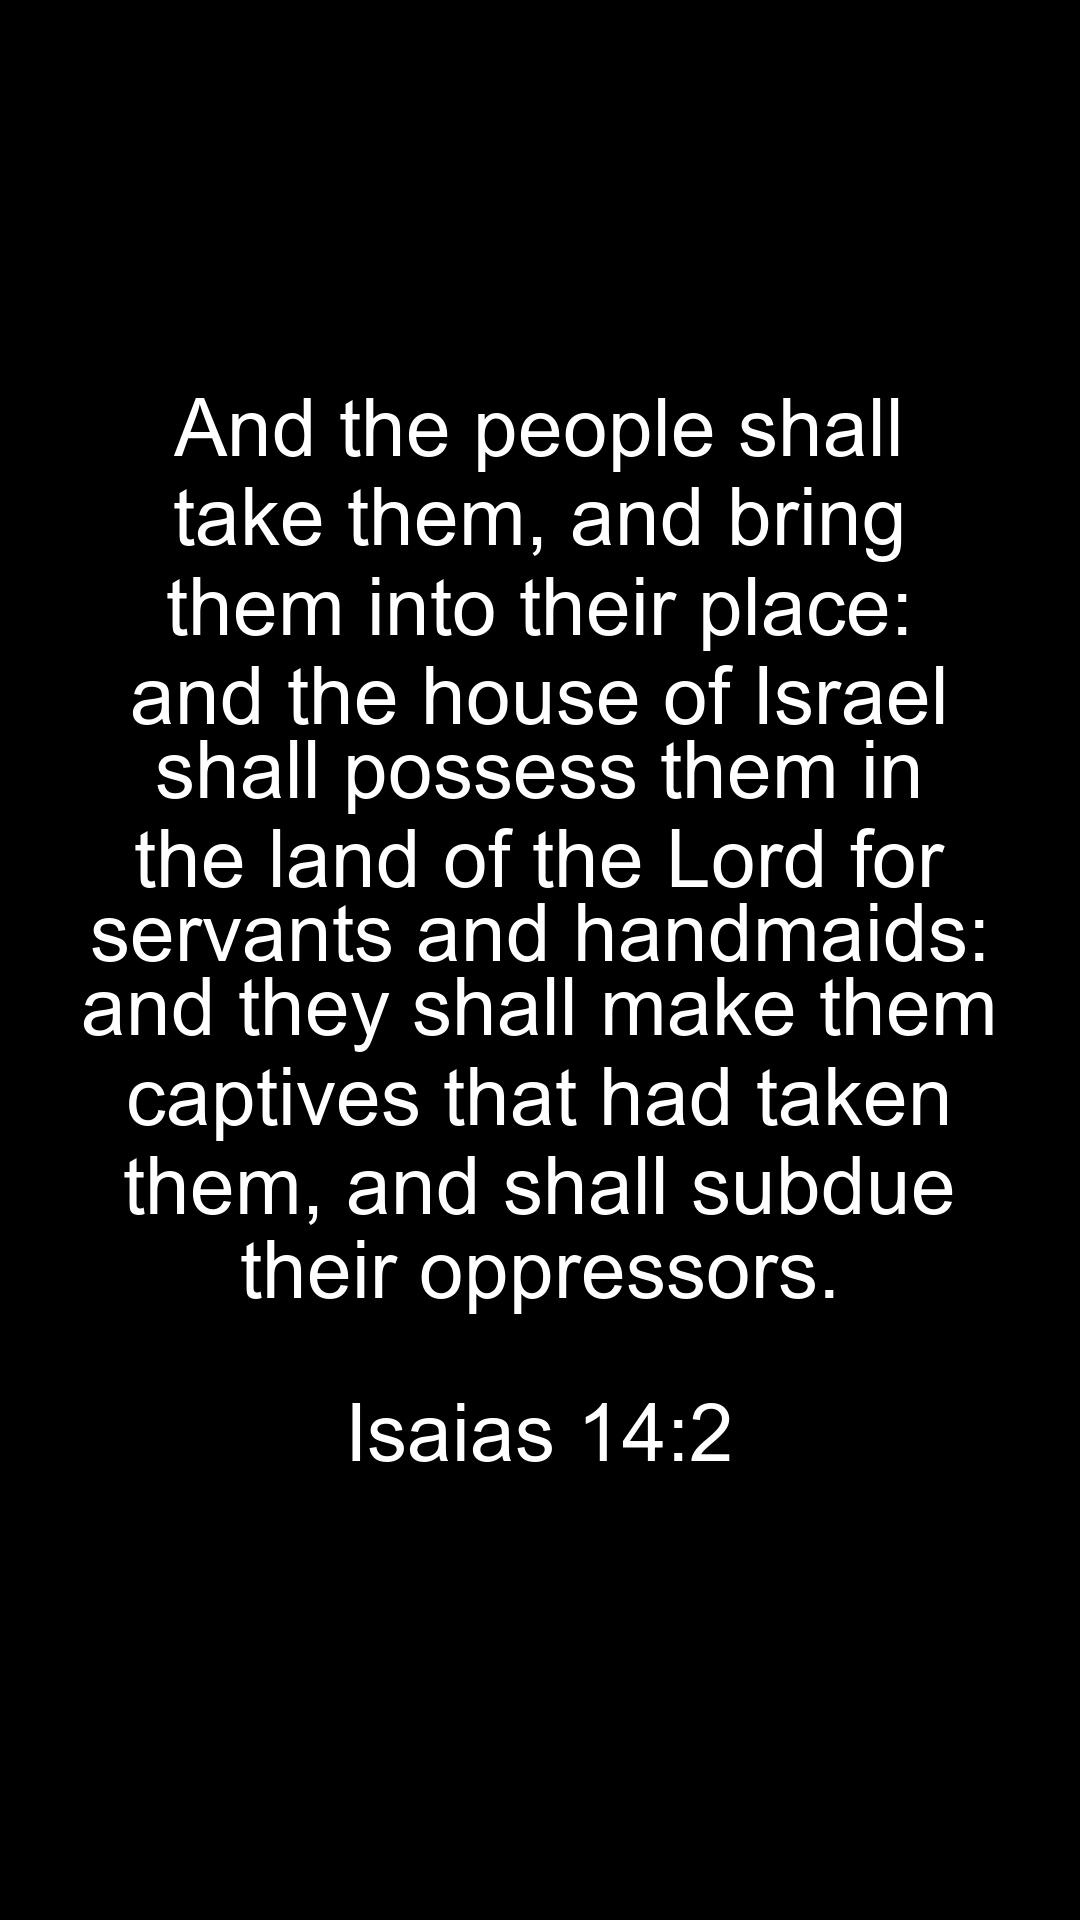 And the people shall
take them, and bring
them into their place:
and the house of Israel
shall possess them in
the land of the Lord for
servants and handmaids:
and they shall make them
captives that had taken
them, and shall subdue
their oppressors.
Isaias 14:2